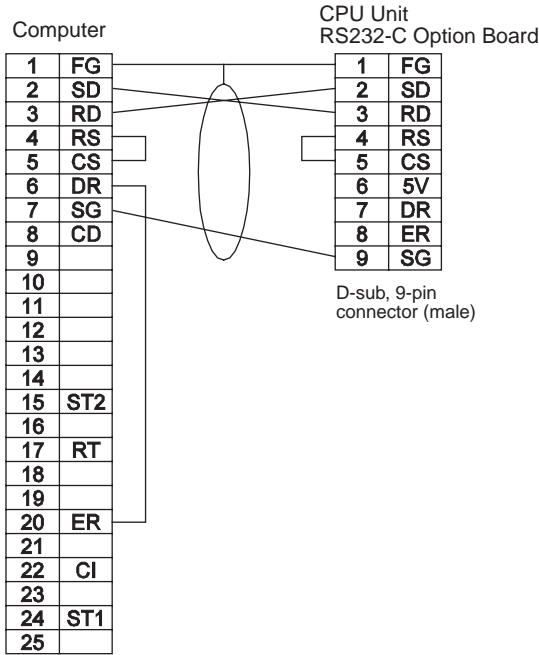 Computer
CPU Unit
RS232-C Option Board
1 FG
2 SD
3 RD
4 RS
5 CS
6 DR
7 SG
8 CD
9
10
11
12
13
14
15 ST2
16
17 RT
18
19
20 ER
21
22 CI
23
24 ST1
25
1 FG
2 SD
3 RD
4 RS
5 CS
6 5V
7 DR
8 ER
9 SG
D-sub, 9-pin
connector (male)